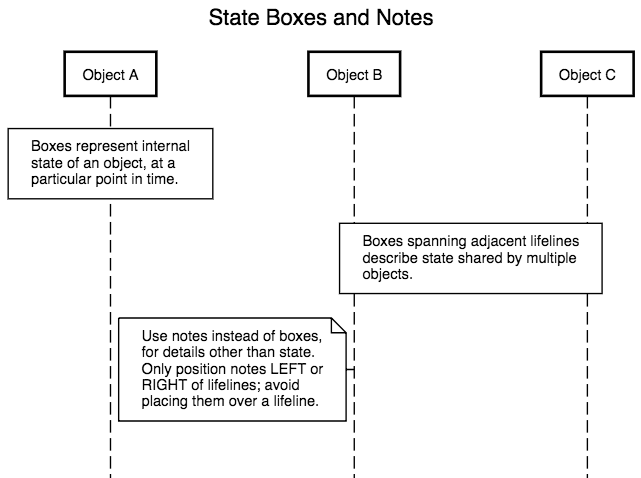 State Boxes and Notes
Object A
Object B
Object C
Boxes represent internal
state of an object, at a
particular point in time.
Boxes spanning adjacent lifelines
describe state shared by multiple
objects.
Use notes instead of boxes,
for details other than state.
Only position notes LEFT or
RIGHT of lifelines; avoid
placing them over a lifeline.